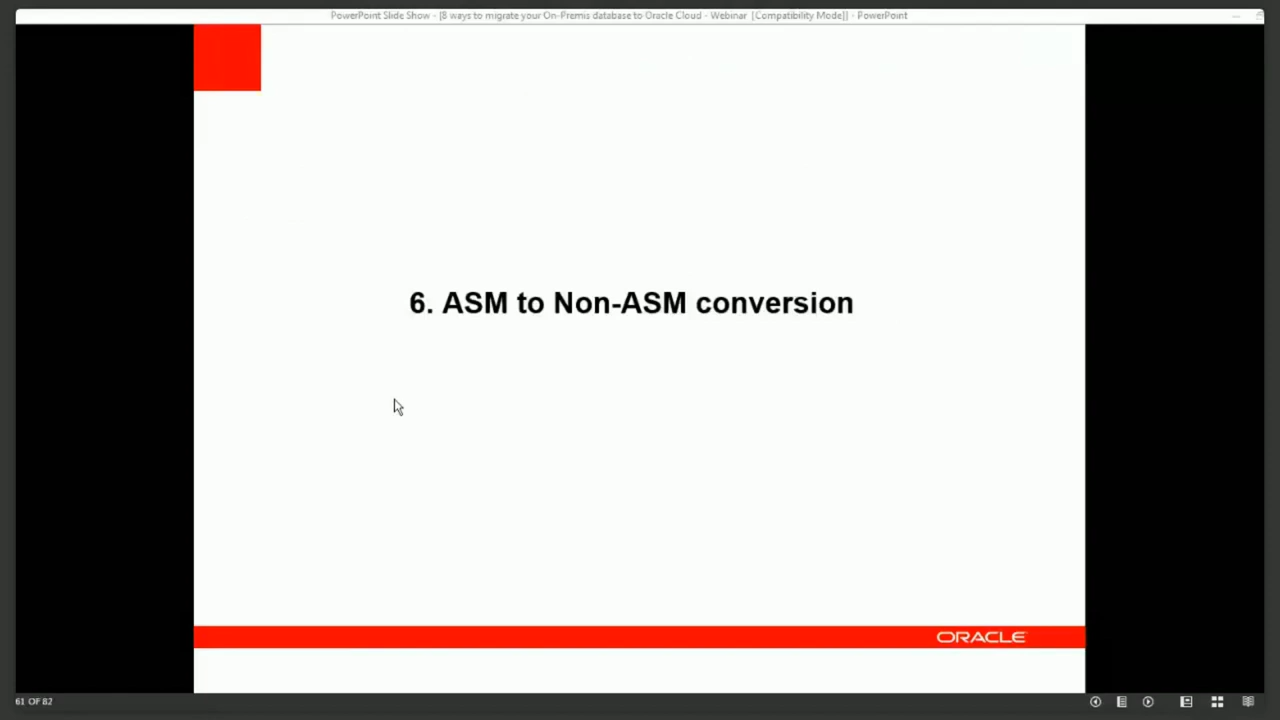 PowerPoint Slide Show - [8 ways to migrate your On-Premis database to Oracle Cloud - Webinar [Compatibility Mode]] - PowerPoint
6. ASM to Non-ASM conversion
ORACLE
61 OF 82